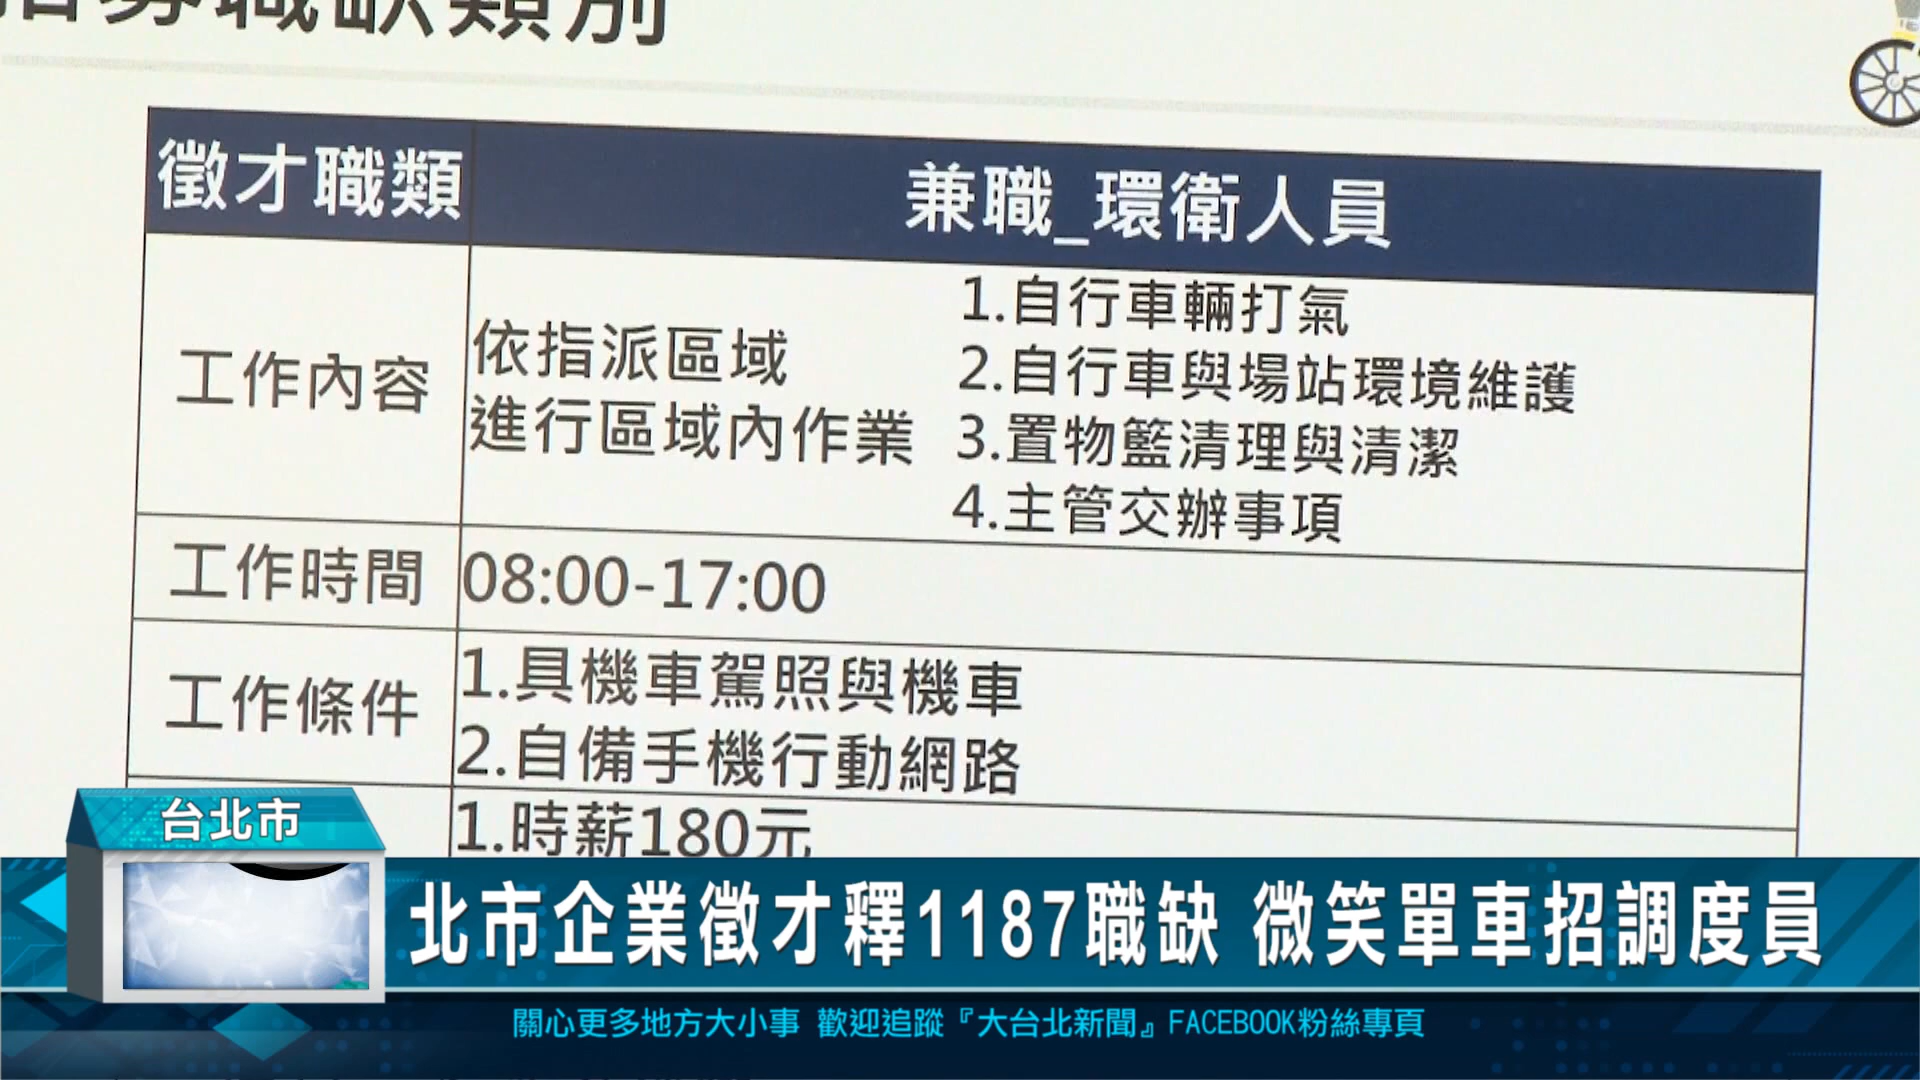 招募職缺類別
徵才職類
兼職_環衛人員
工作內容
依指派區域
進行區域內作業
1.自行車輛打氣
2.自行車與場站環境維護
3.置物籃清理與清潔
4.主管交辦事項
工作時間
08:00-17:00
工作條件
1.具機車駕照與機車
2.自備手機行動網路
1.時薪180元
台北市
北市企業徵才釋1187職缺 微笑單車招調度員
關心更多地方大小事 歡迎追蹤『大台北新聞』FACEBOOK粉絲專頁